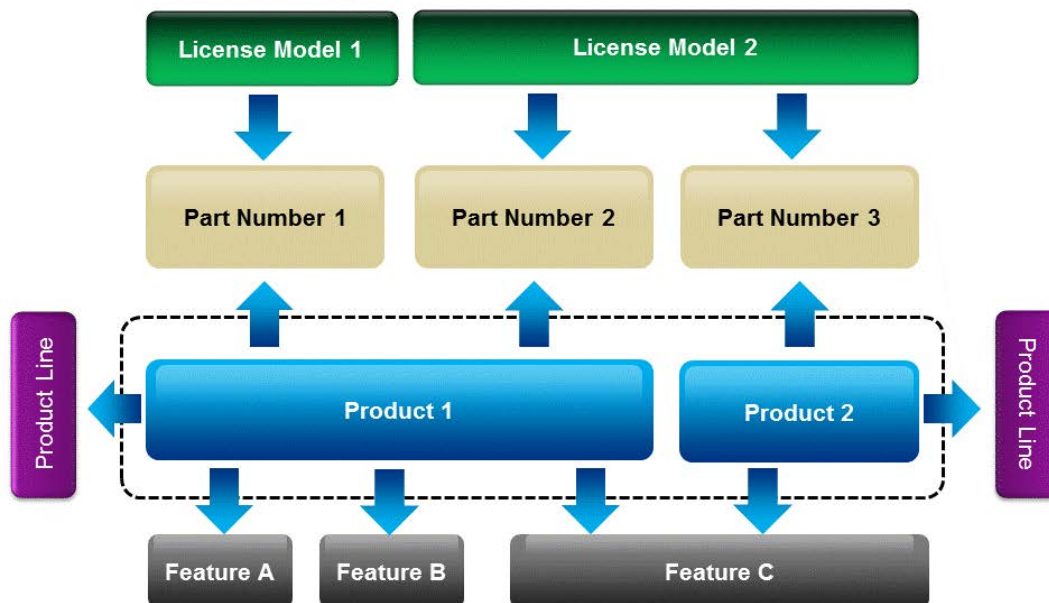 License Model 1
License Model 2
Part Number 1
Part Number 2
Part Number 3
Product Line
Product 1
Product 2
Product Line
Feature A
Feature B
Feature C